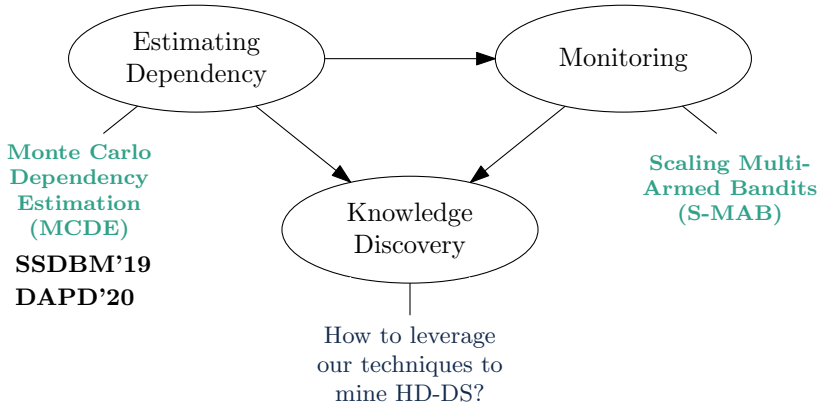 Estimating
Dependency
Monitoring
Monte Carlo
Dependency
Estimation
(MCDE)
SSDBM'19
DAPD'20
Scaling Multi-
Armed Bandits
(S-MAB)
Knowledge
Discovery
How to leverage
our techniques to
mine HD-DS?